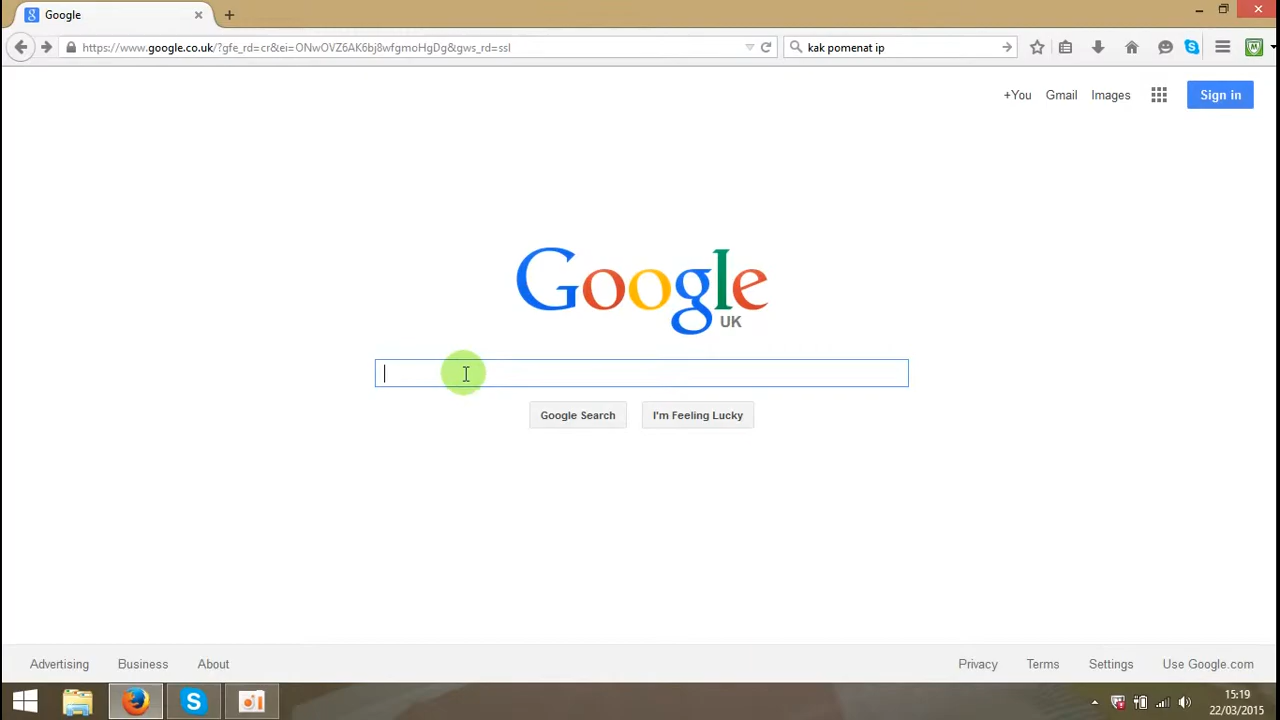 Google
https://www.google.co.uk/?gfe_rd=cr&ei=ONwOVZ6AK6bj8wfgmoHgDg&gws_rd=ssl
kak pomenat ip
+You Gmail Images Sign in
Google
UK
Google Search I'm Feeling Lucky
Advertising Business About Privacy Terms Settings Use Google.com
15:19
22/03/2015